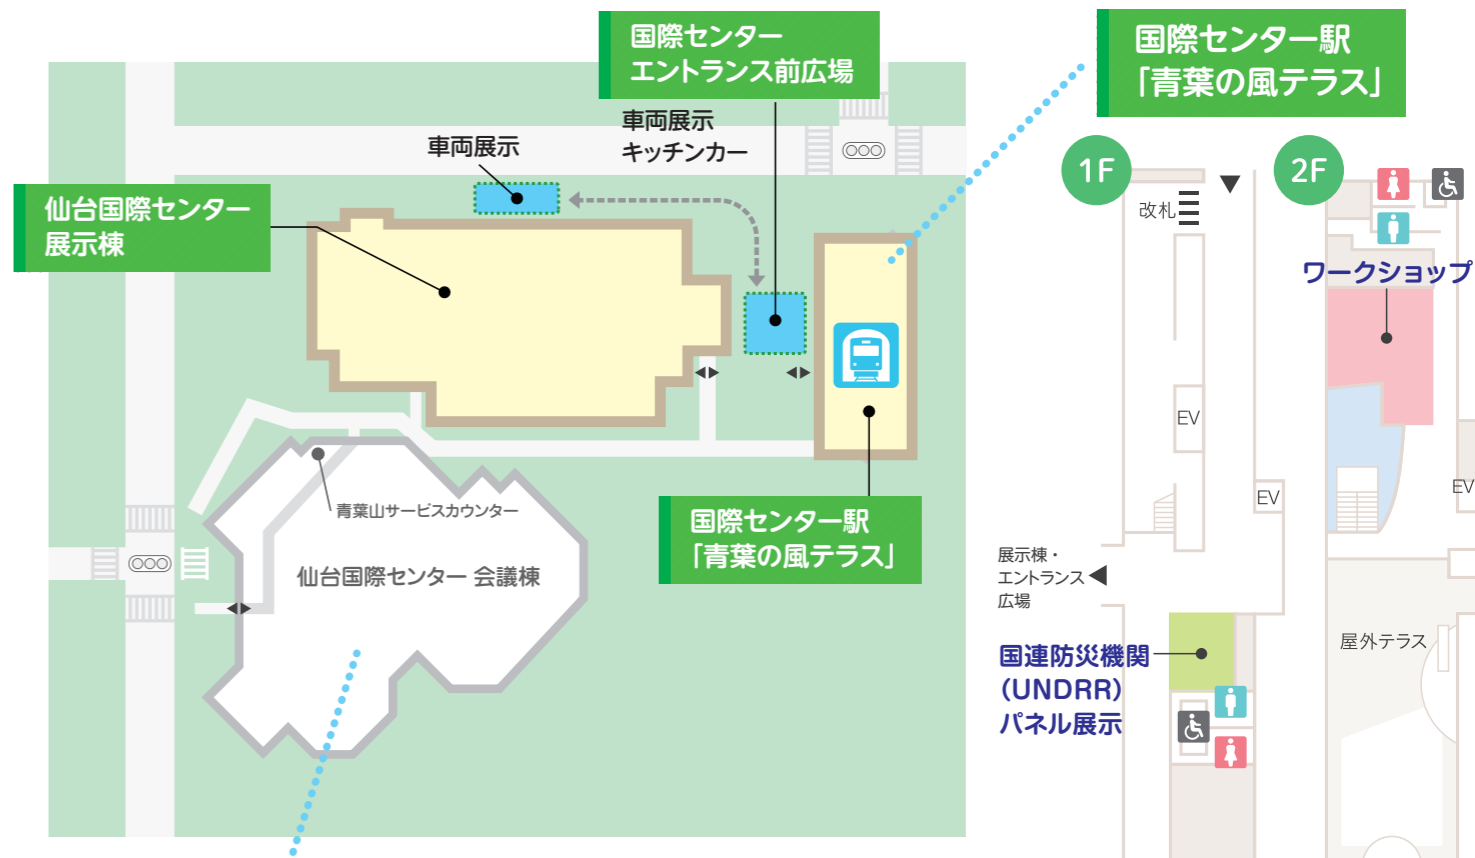 国際センター
エントランス前広場
国際センター駅
「青葉の風テラス」
車両展示
車両展示
キッチンカー
仙台国際センター
展示棟
青葉山サービスカウンター
仙台国際センター 会議棟
国際センター駅
「青葉の風テラス」
1F
改札
EV
EV
展示棟・
エントランス
広場
国連防災機関
(UNDRR)
パネル展示
2F
ワークショップ
EV
屋外テラス